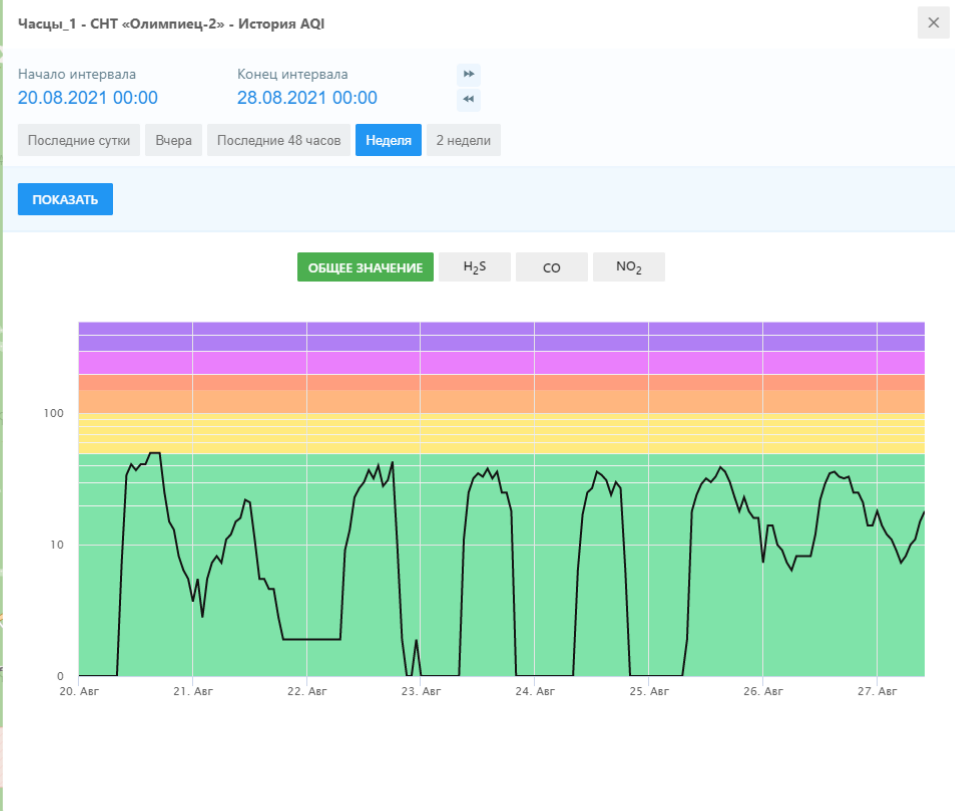 Часцы_1 - СНТ «Олимпиец-2» - История AQI
Начало интервала Конец интервала
20.08.2021 00:00 28.08.2021 00:00
Последние сутки Вчера Последние 48 часов Неделя 2 недели
ПОКАЗАТЬ
ОБЩЕЕ ЗНАЧЕНИЕ H₂S CO NO₂
100
10
0
20. Авг 21. Авг 22. Авг 23. Авг 24. Авг 25. Авг 26. Авг 27. Авг